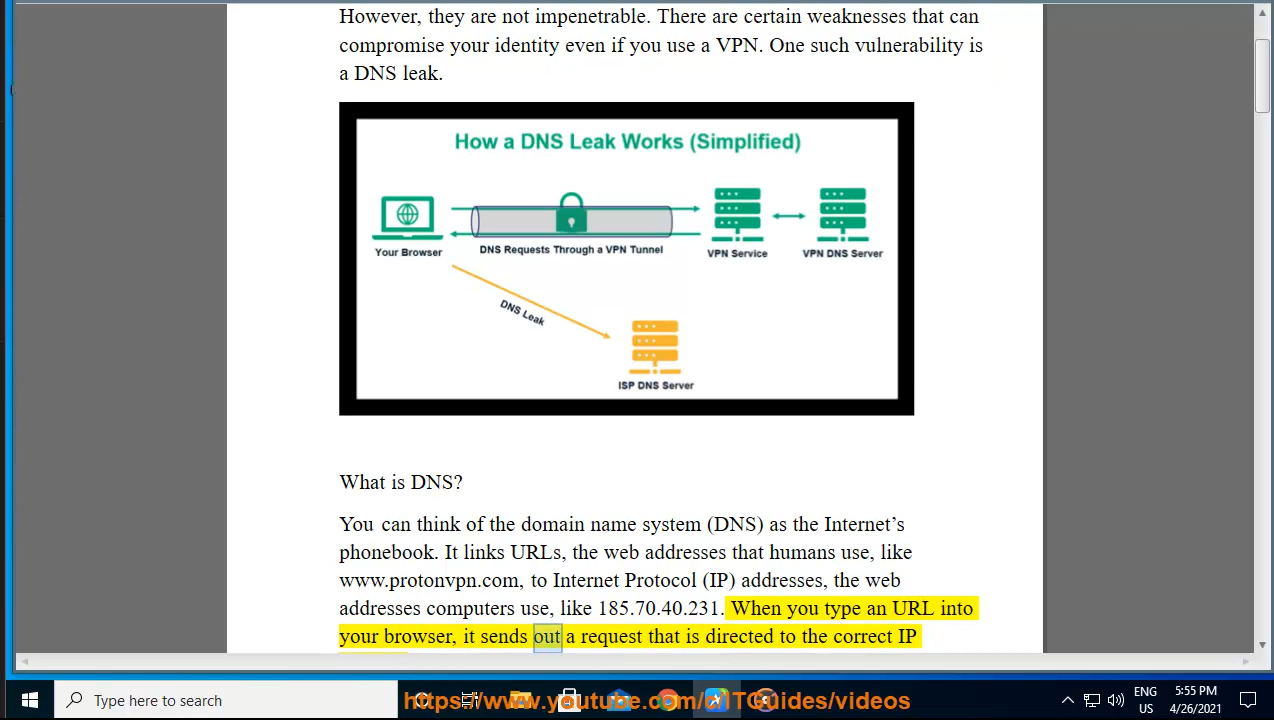 However, they are not impenetrable. There are certain weaknesses that can
compromise your identity even if you use a VPN. One such vulnerability is
a DNS leak.
How a DNS Leak Works (Simplified)
Your Browser
DNS Requests Through a VPN Tunnel
VPN Service
VPN DNS Server
DNS Leak
ISP DNS Server
What is DNS?
You can think of the domain name system (DNS) as the Internet's
phonebook. It links URLs, the web addresses that humans use, like
www.protonvpn.com, to Internet Protocol (IP) addresses, the web
addresses computers use, like 185.70.40.231. When you type an URL into
your browser, it sends out a request that is directed to the correct IP
Type here to search
ENG
US
5:55 PM
4/26/2021